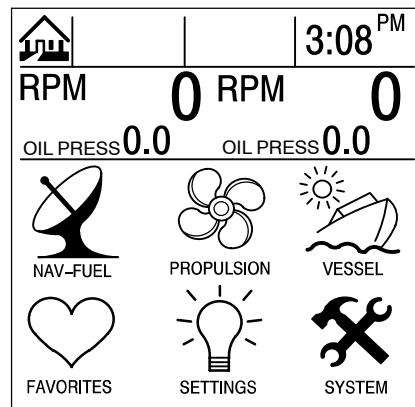 3:08 PM
RPM 0 RPM 0
OIL PRESS 0.0 OIL PRESS 0.0
NAV–FUEL PROPULSION VESSEL
FAVORITES SETTINGS SYSTEM